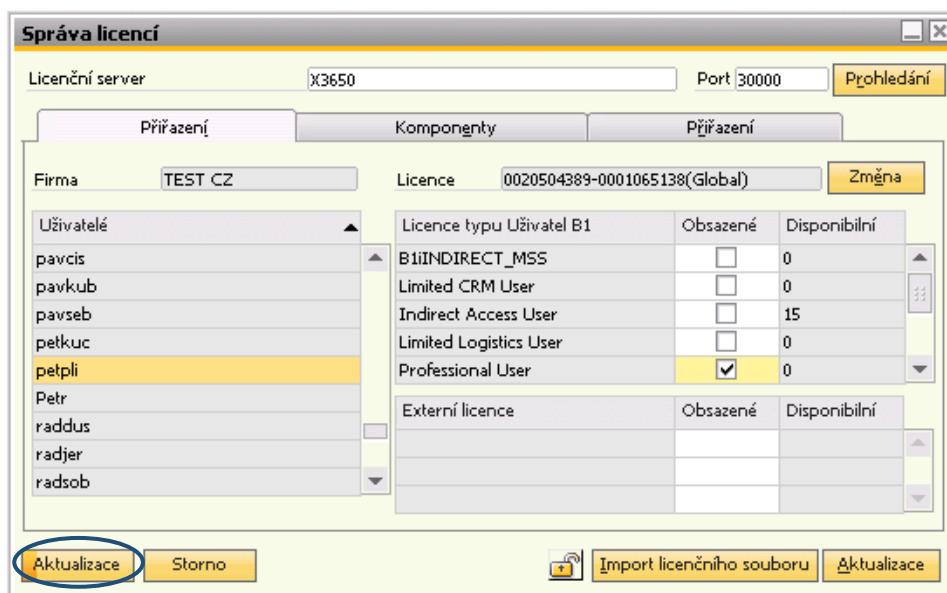 Správa licencí
Licenční server X3650 Port 30000 Prohledání
Přiřazení Komponenty Přiřazení
Firma TEST CZ Licence 0020504389-0001065138(Global) Změna
Uživatelé Licence typu Uživatel B1 Obsazené Disponibilní
pavcis B1iINDIRECT_MSS 0
pavkub Limited CRM User 0
pavseb Indirect Access User 15
petkuc Limited Logistics User 0
petpli Professional User 0
Petr
raddus Externí licence Obsazené Disponibilní
radjer
radsob
Aktualizace Storno Import licenčního souboru Aktualizace